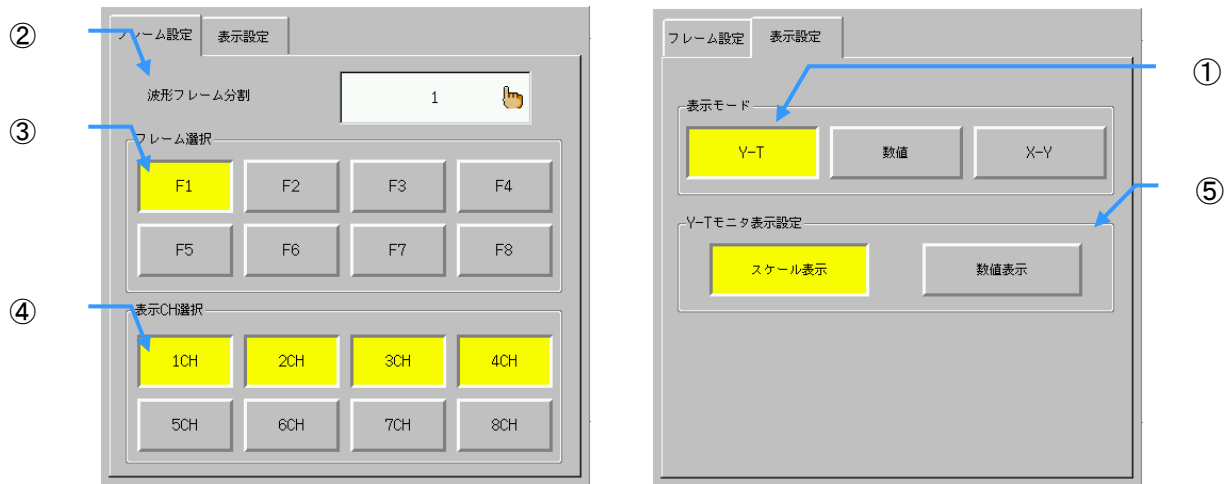 ②
フレーム設定 表示設定
波形フレーム分割 1
③
フレーム選択
F1 F2 F3 F4
F5 F6 F7 F8
④
表示CH選択
1CH 2CH 3CH 4CH
5CH 6CH 7CH 8CH
フレーム設定 表示設定
①
表示モード
Y-T 数値 X-Y
⑤
Y-Tモニタ表示設定
スケール表示 数値表示